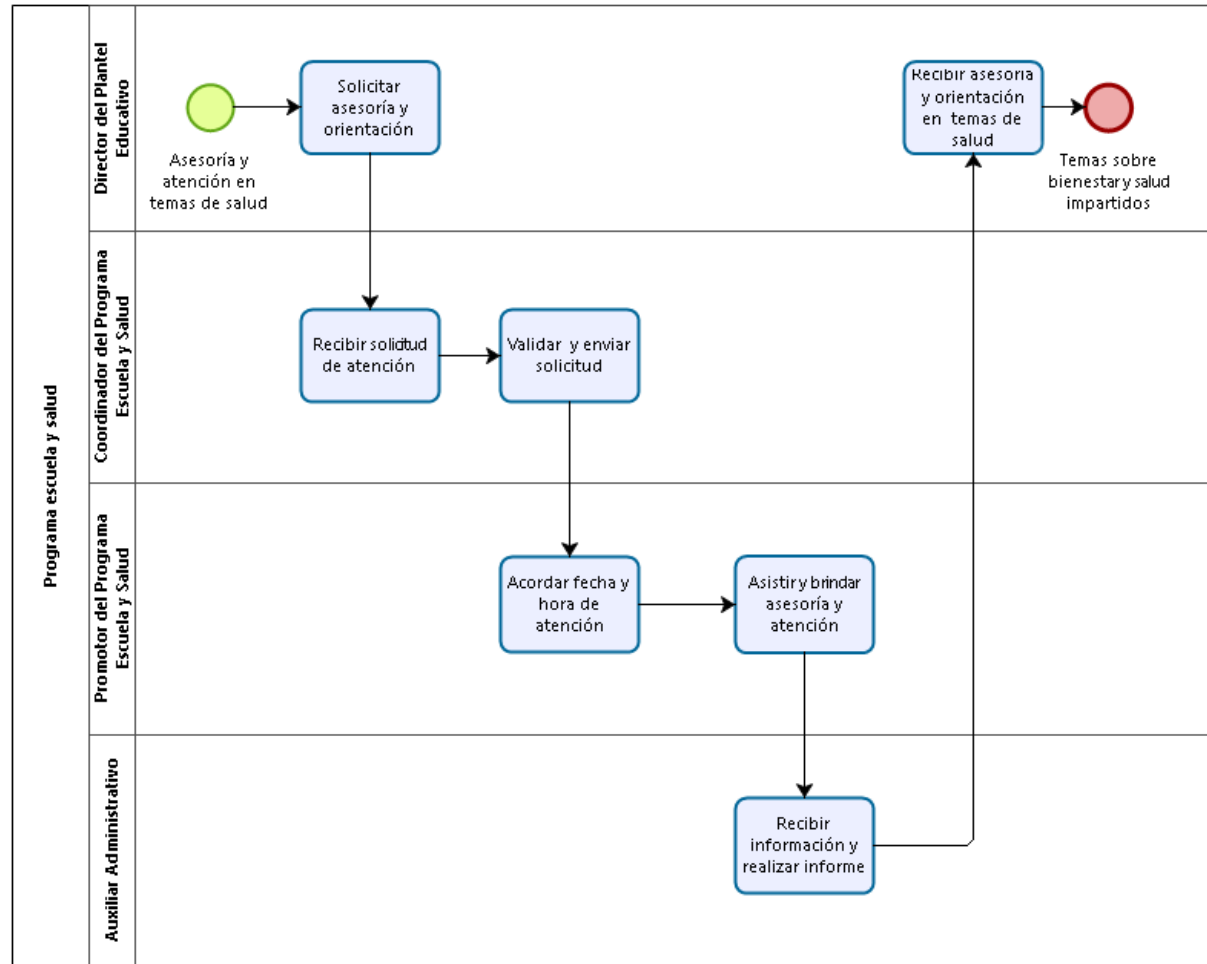 Programa escuela y salud
Director del Plantel
Educativo
Asesoría y
atención en
temas de salud
Solicitar
asesoría y
orientación
Recibir asesoría
y orientación
en temas de
salud
Temas sobre
bienestar y salud
impartidos
Coordinador del Programa
Escuela y Salud
Recibir solicitud
de atención
Validar y enviar
solicitud
Promotor del Programa
Escuela y Salud
Acordar fecha y
hora de
atención
Asistir y brindar
asesoría y
atención
Auxiliar Administrativo
Recibir
información y
realizar informe